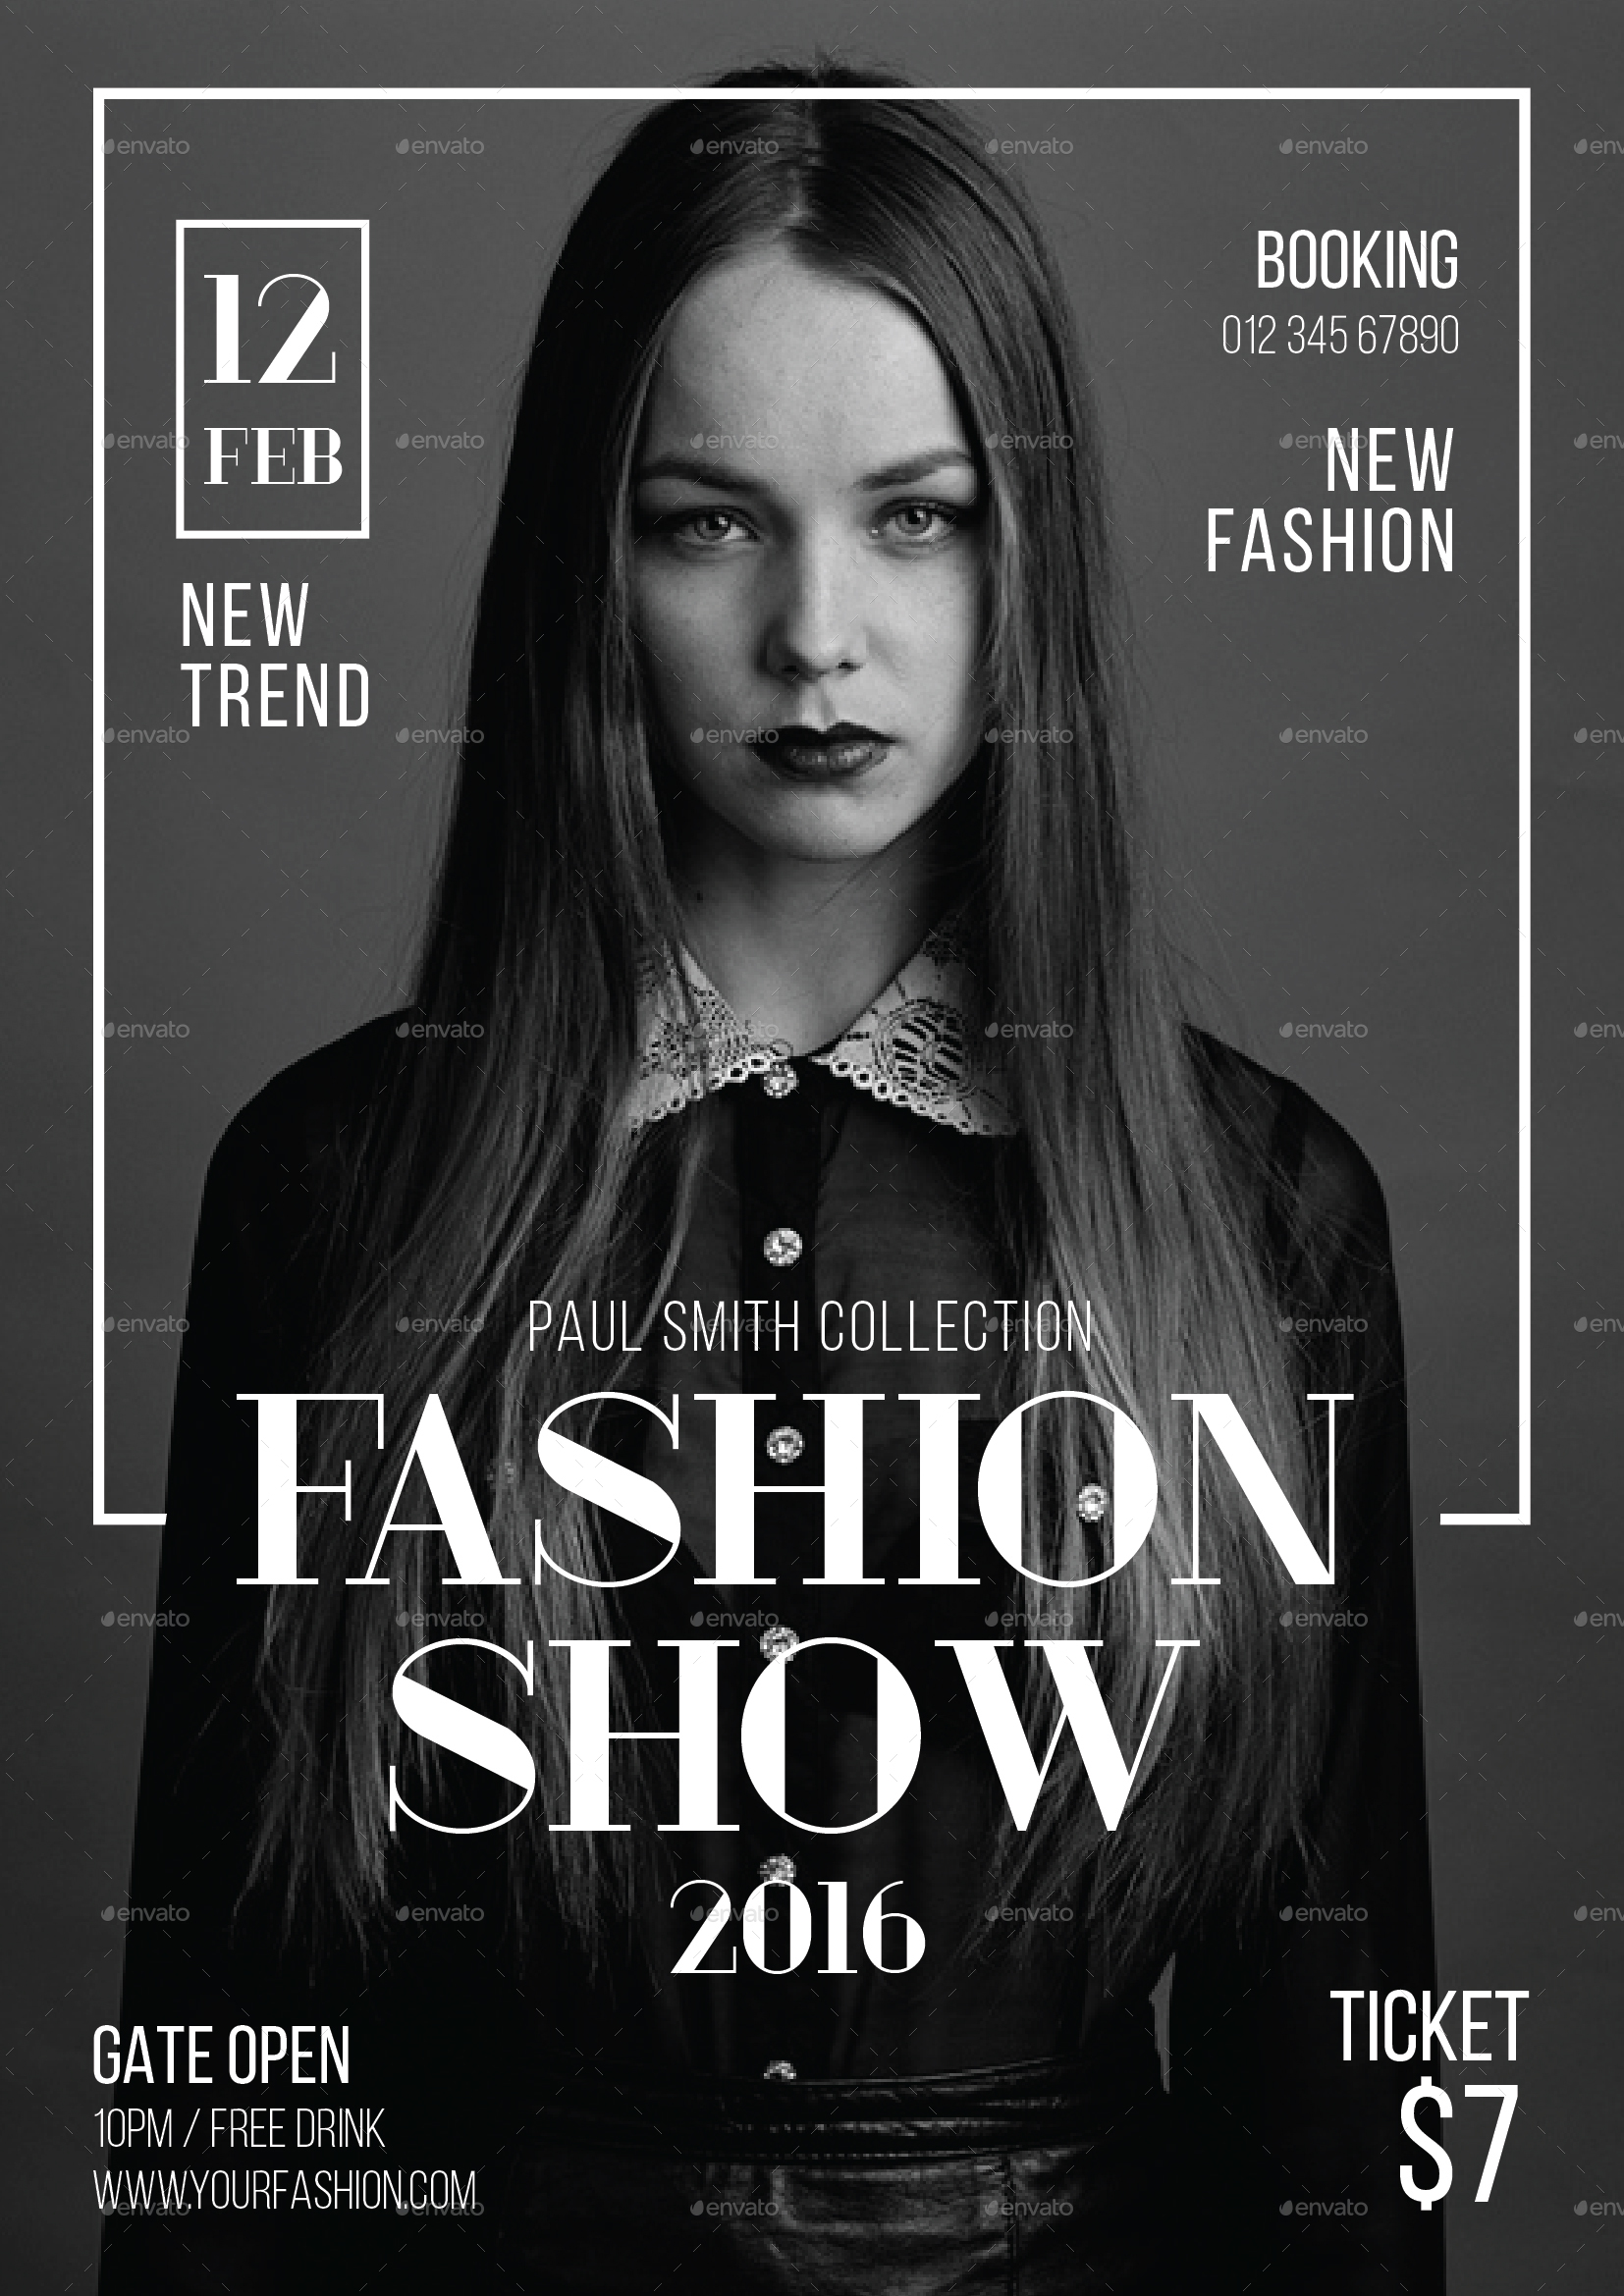 12
FEB
NEW
TREND
BOOKING
012 345 67890
NEW
FASHION
PAUL SMITH COLLECTION
FASHION
SHOW
2016
GATE OPEN
10PM / FREE DRINK
WWW.YOURFASHION.COM
TICKET
$7
envato